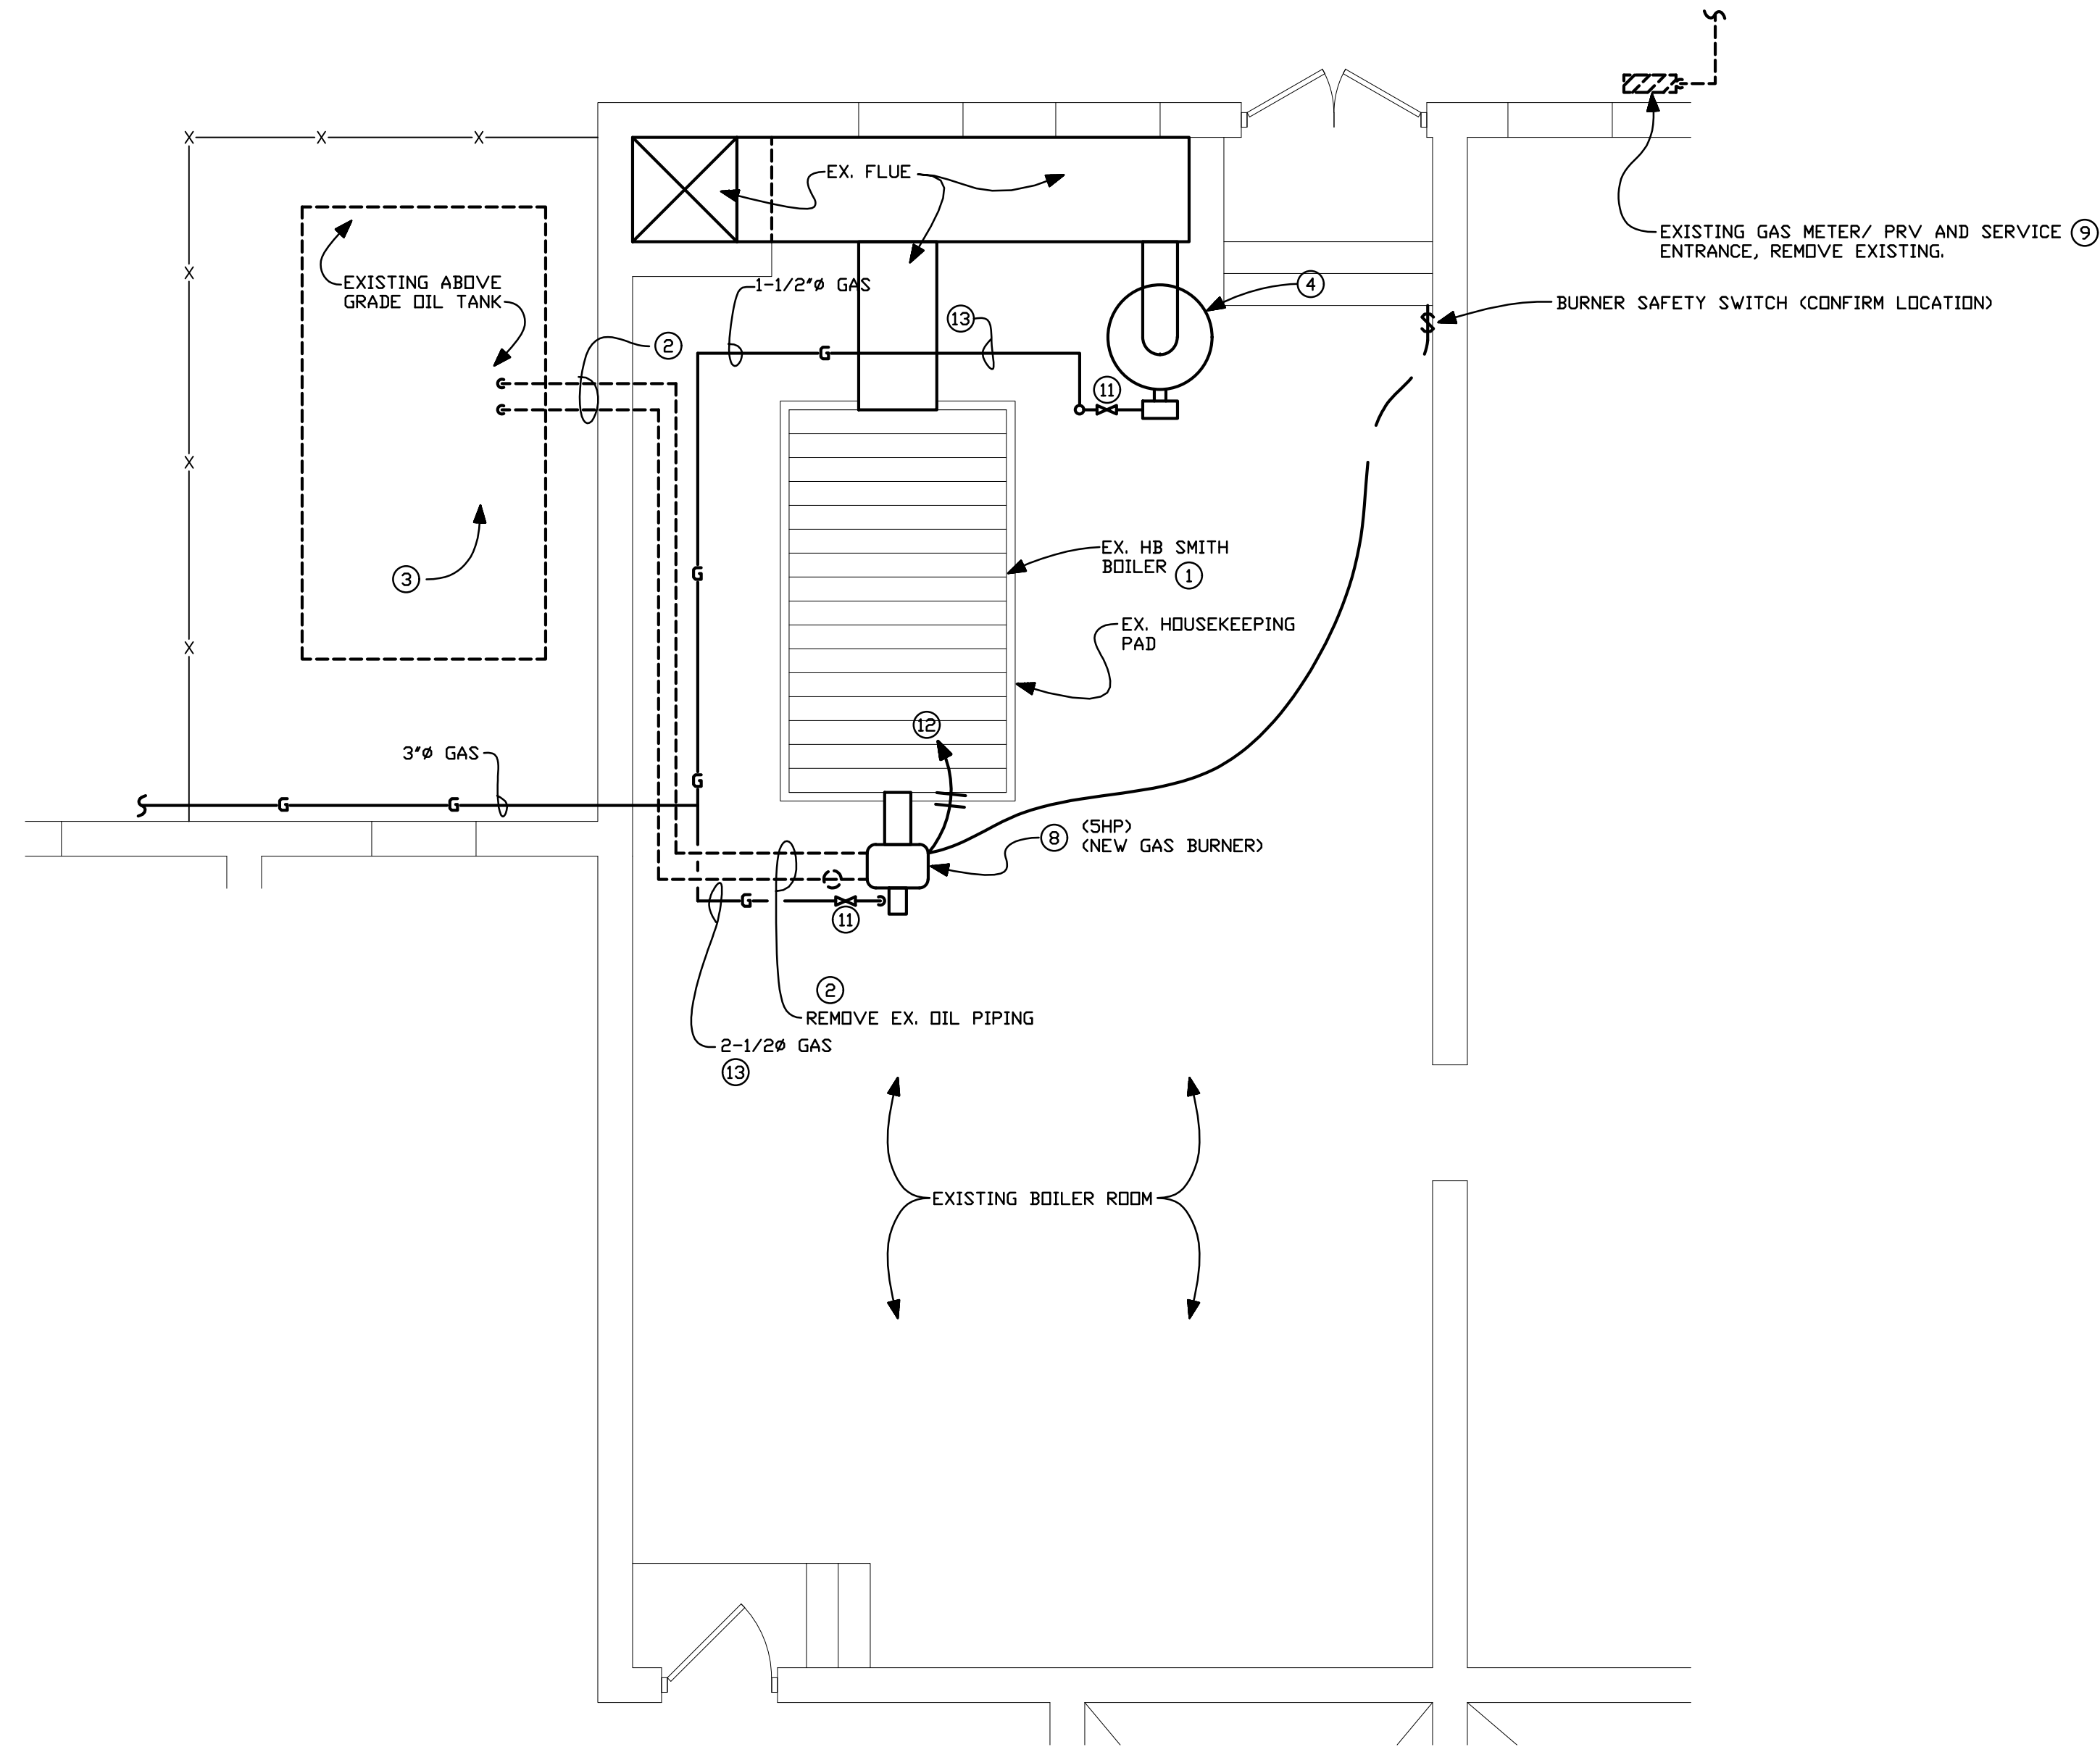 EX. FLUE
EXISTING GAS METER/ PRV AND SERVICE 9
ENTRANCE, REMOVE EXISTING.
EXISTING ABOVE
GRADE OIL TANK
1-1/2"Ø GAS
4
BURNER SAFETY SWITCH (CONFIRM LOCATION)
13
2
G
11
EX. HB SMITH
BOILER 1
3
G
EX. HOUSEKEEPING
PAD
12
3"Ø GAS
G
G
G
8
(5HP)
(NEW GAS BURNER)
G
11
2
REMOVE EX. OIL PIPING
2-1/2Ø GAS
13
EXISTING BOILER ROOM
X
X
X
X
X
X